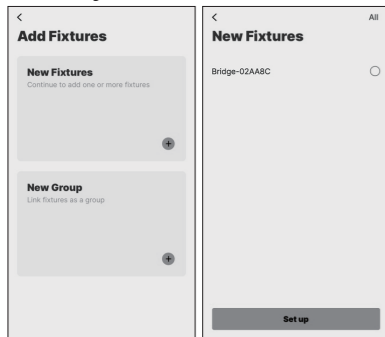 Add Fixtures
New Fixtures
Continue to add one or more fixtures
New Group
Link fixtures as a group
All
New Fixtures
Bridge-02AA8C
Set up